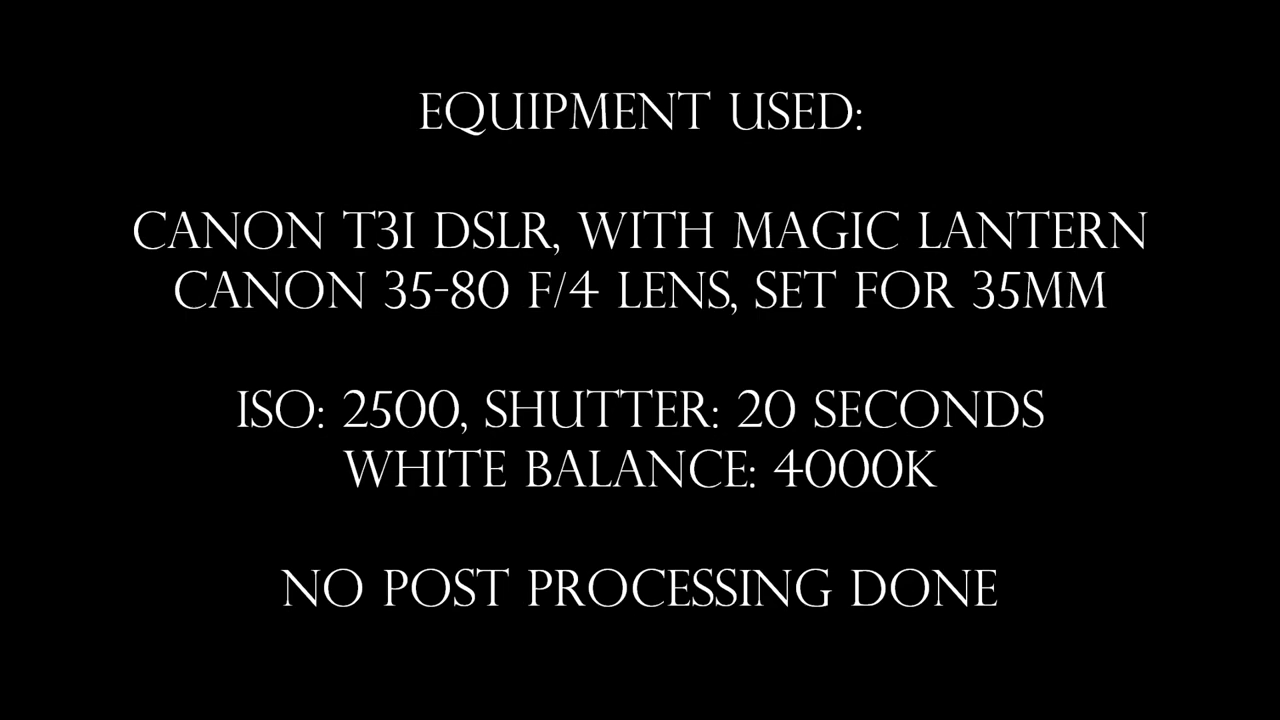 EQUIPMENT USED:
CANON T3I DSLR, WITH MAGIC LANTERN
CANON 35-80 F/4 LENS, SET FOR 35MM
ISO: 2500, SHUTTER: 20 SECONDS
WHITE BALANCE: 4000K
NO POST PROCESSING DONE